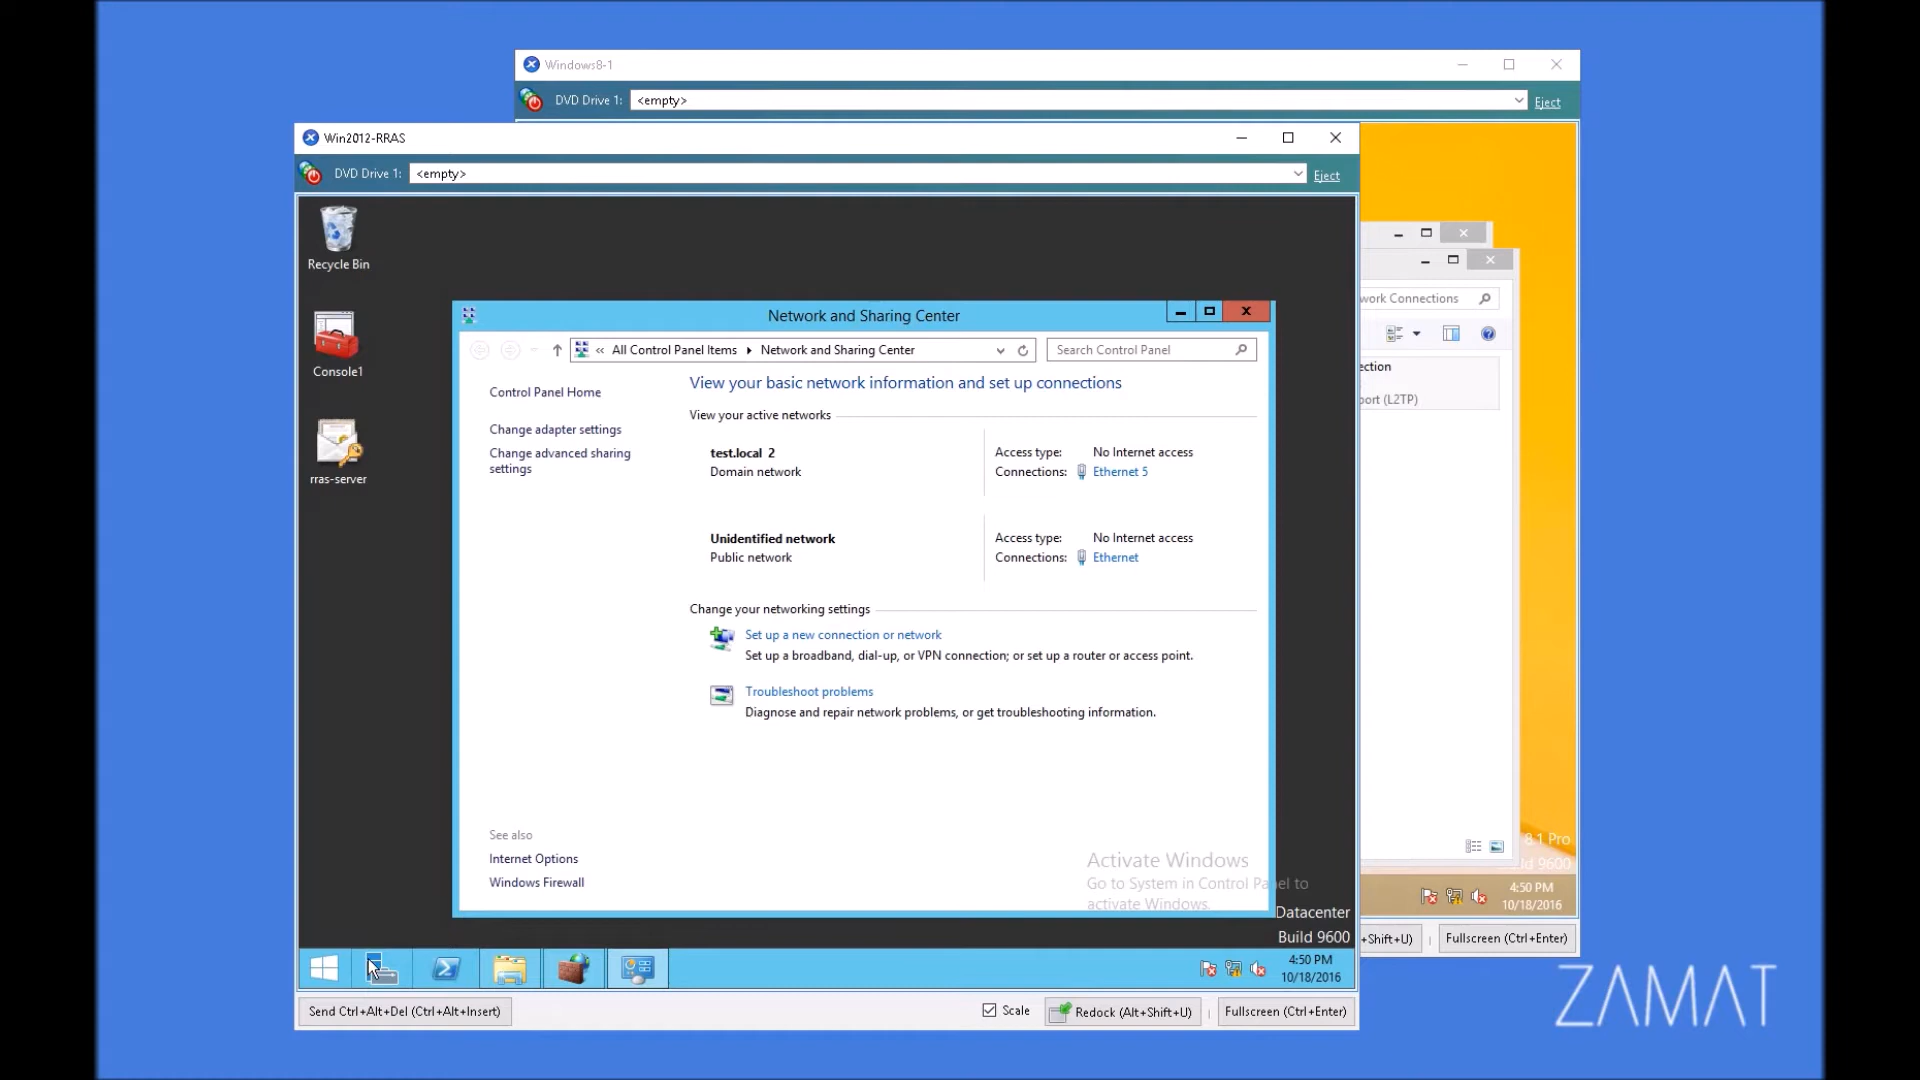 Windows8-1
DVD Drive 1: <empty> Eject
Win2012-RRAS
DVD Drive 1: <empty> Eject
Recycle Bin
Console1
rras-server
Network and Sharing Center
« All Control Panel Items Network and Sharing Center
Search Control Panel
Control Panel Home
Change adapter settings
Change advanced sharing
settings
View your basic network information and set up connections
View your active networks
test.local 2
Domain network
Access type: No Internet access
Connections: Ethernet 5
Unidentified network
Public network
Access type: No Internet access
Connections: Ethernet
Change your networking settings
Set up a new connection or network
Set up a broadband, dial-up, or VPN connection; or set up a router or access point.
Troubleshoot problems
Diagnose and repair network problems, or get troubleshooting information.
See also
Internet Options
Windows Firewall
Activate Windows
Go to System in Control Panel to
activate Windows.
Datacenter
Build 9600
4:50 PM
10/18/2016
Send Ctrl+Alt+Del (Ctrl+Alt+Insert)
Scale
Redock (Alt+Shift+U)
Fullscreen (Ctrl+Enter)
work Connections
ection
port (L2TP)
8.1 Pro
ld 9600
4:50 PM
10/18/2016
+Shift+U)
Fullscreen (Ctrl+Enter)
ZAMAT